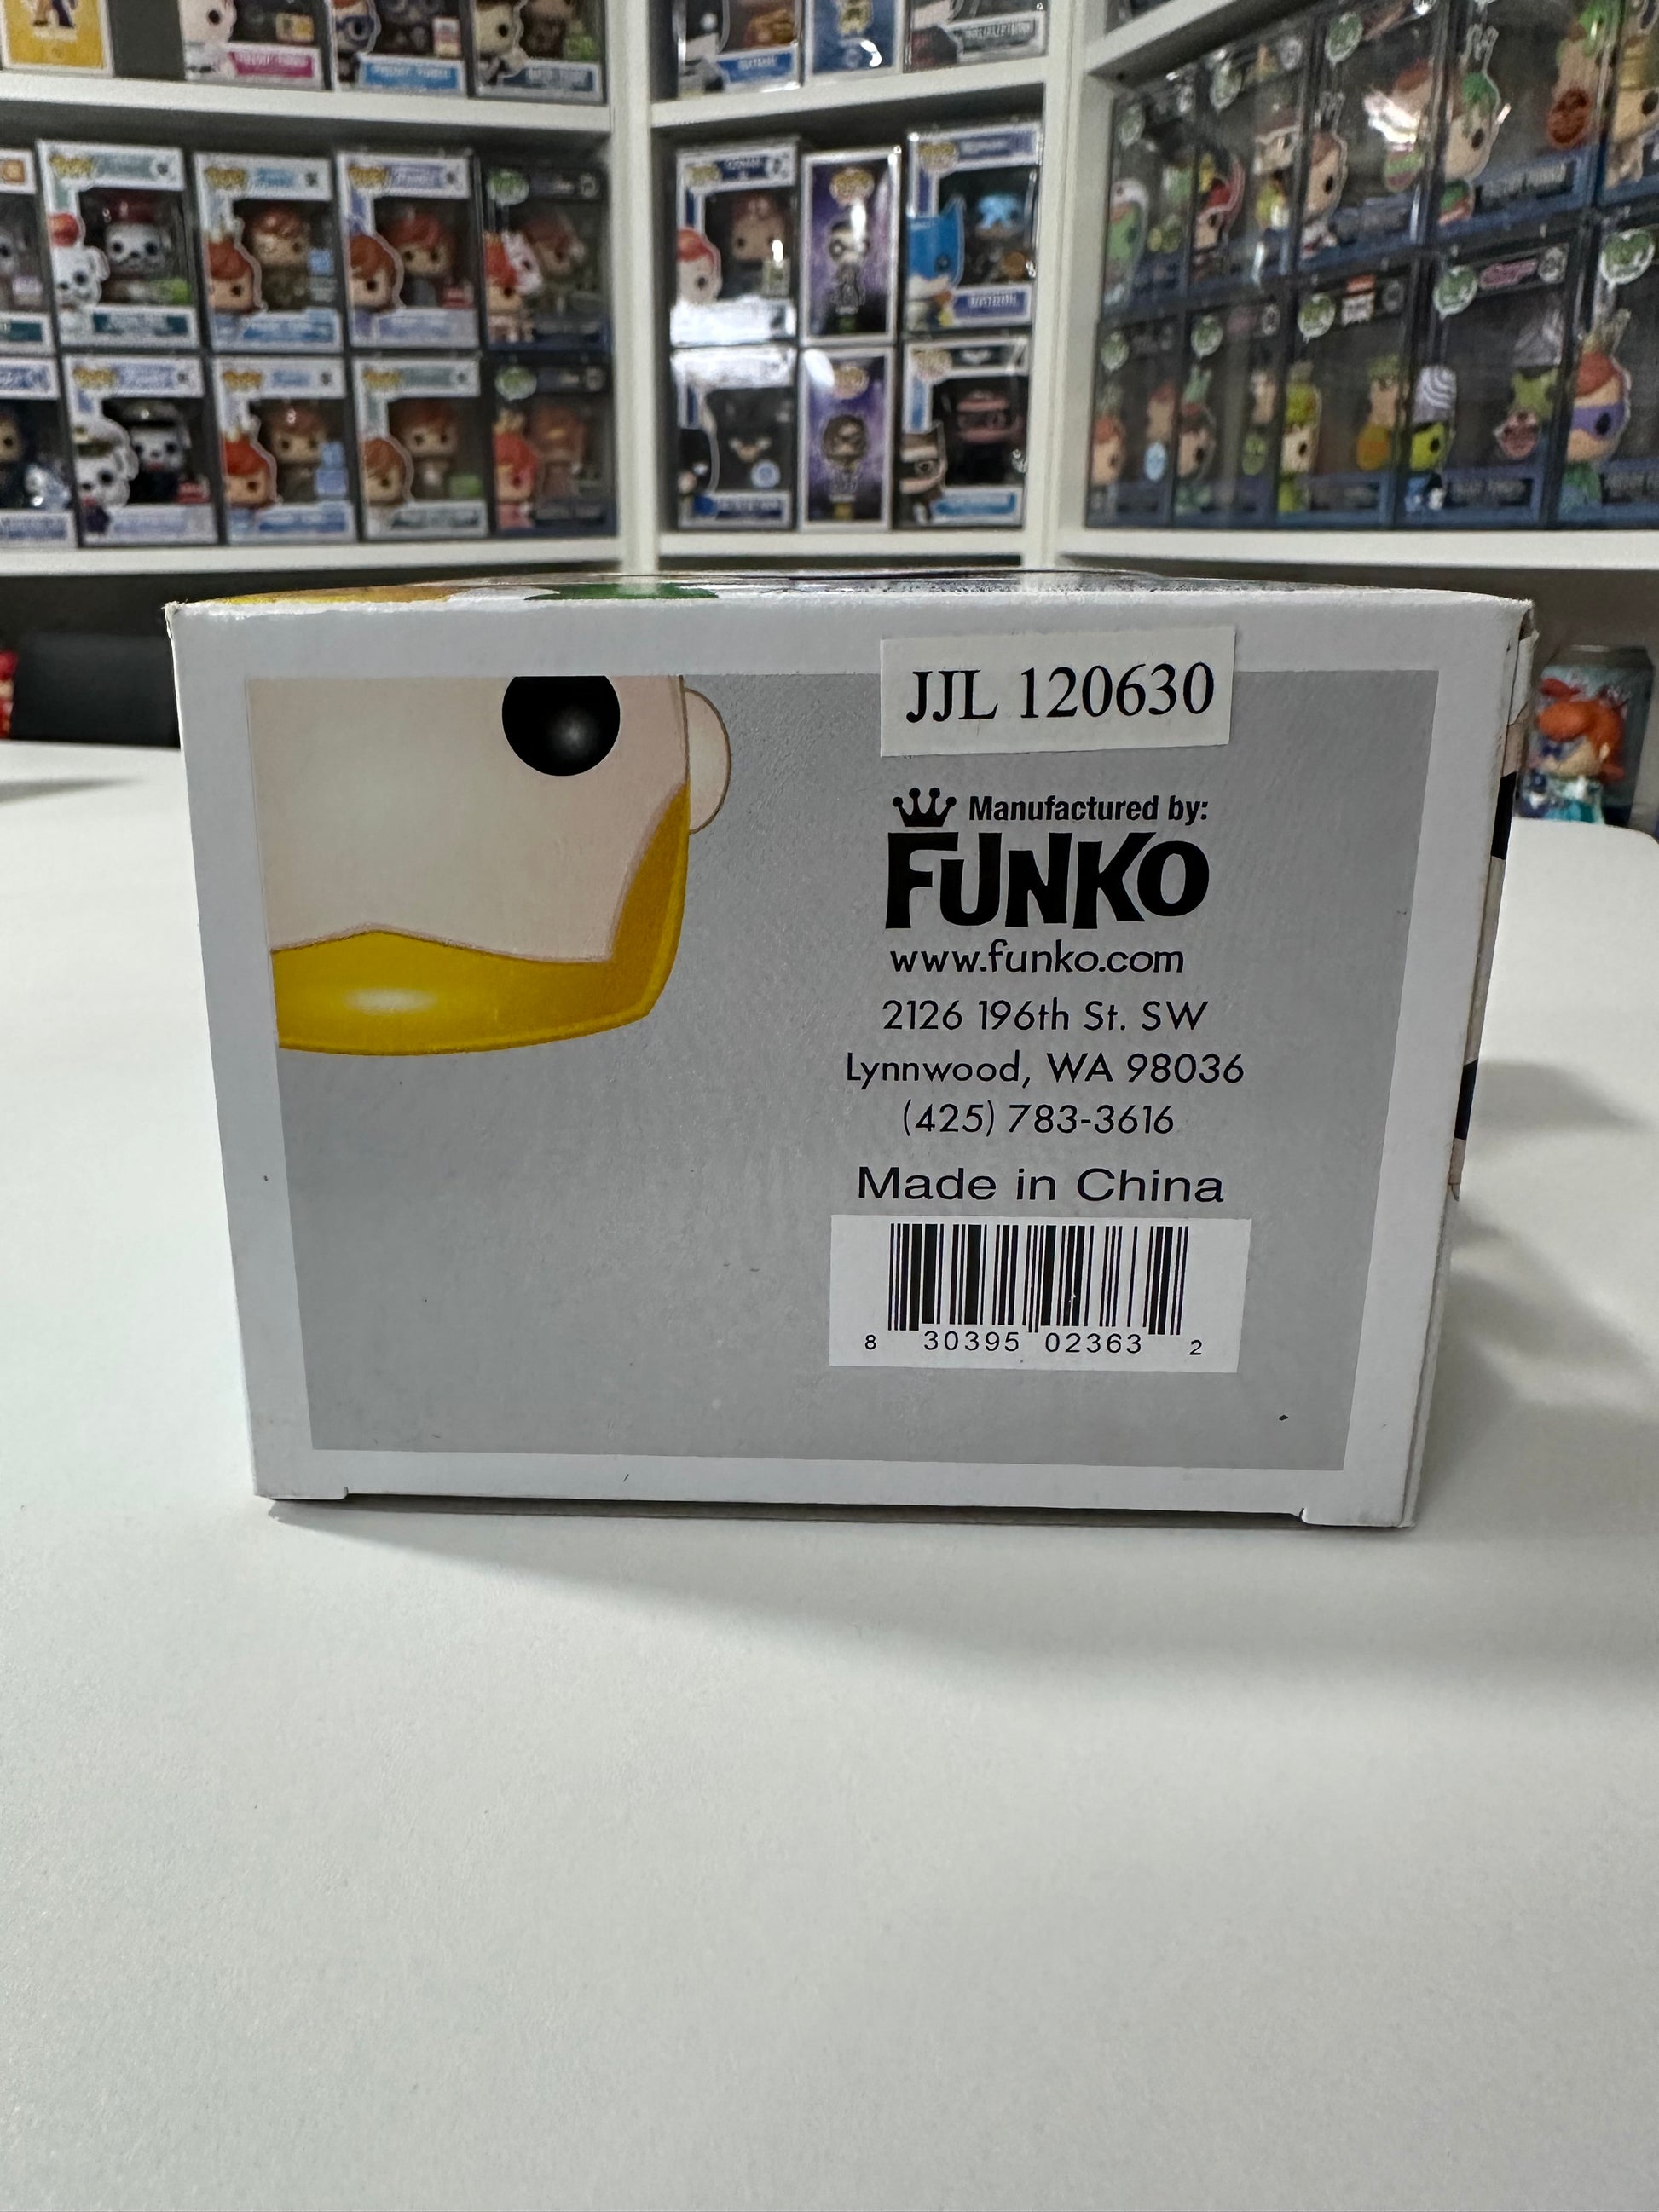 JJL 120630
Manufactured by:
FUNKO
www.funko.com
2126 196th St. SW
Lynnwood, WA 98036
(425) 783-3616
Made in China
8 30395 02363 2